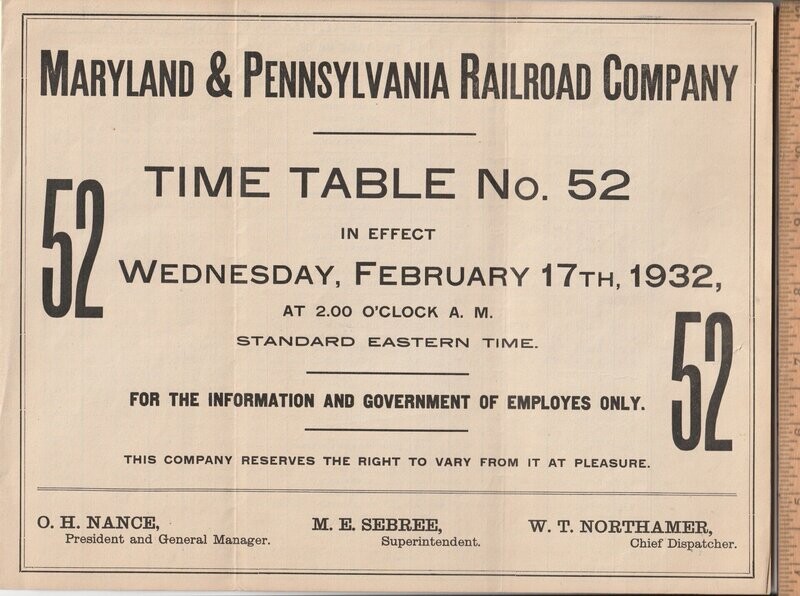 MARYLAND & PENNSYLVANIA RAILROAD COMPANY
TIME TABLE No. 52
52
IN EFFECT
WEDNESDAY, FEBRUARY 17TH, 1932,
AT 2.00 O'CLOCK A. M.
STANDARD EASTERN TIME.
52
FOR THE INFORMATION AND GOVERNMENT OF EMPLOYES ONLY.
THIS COMPANY RESERVES THE RIGHT TO VARY FROM IT AT PLEASURE.
O. H. NANCE,
President and General Manager.
M. E. SEBREE,
Superintendent.
W. T. NORTHAMER,
Chief Dispatcher.